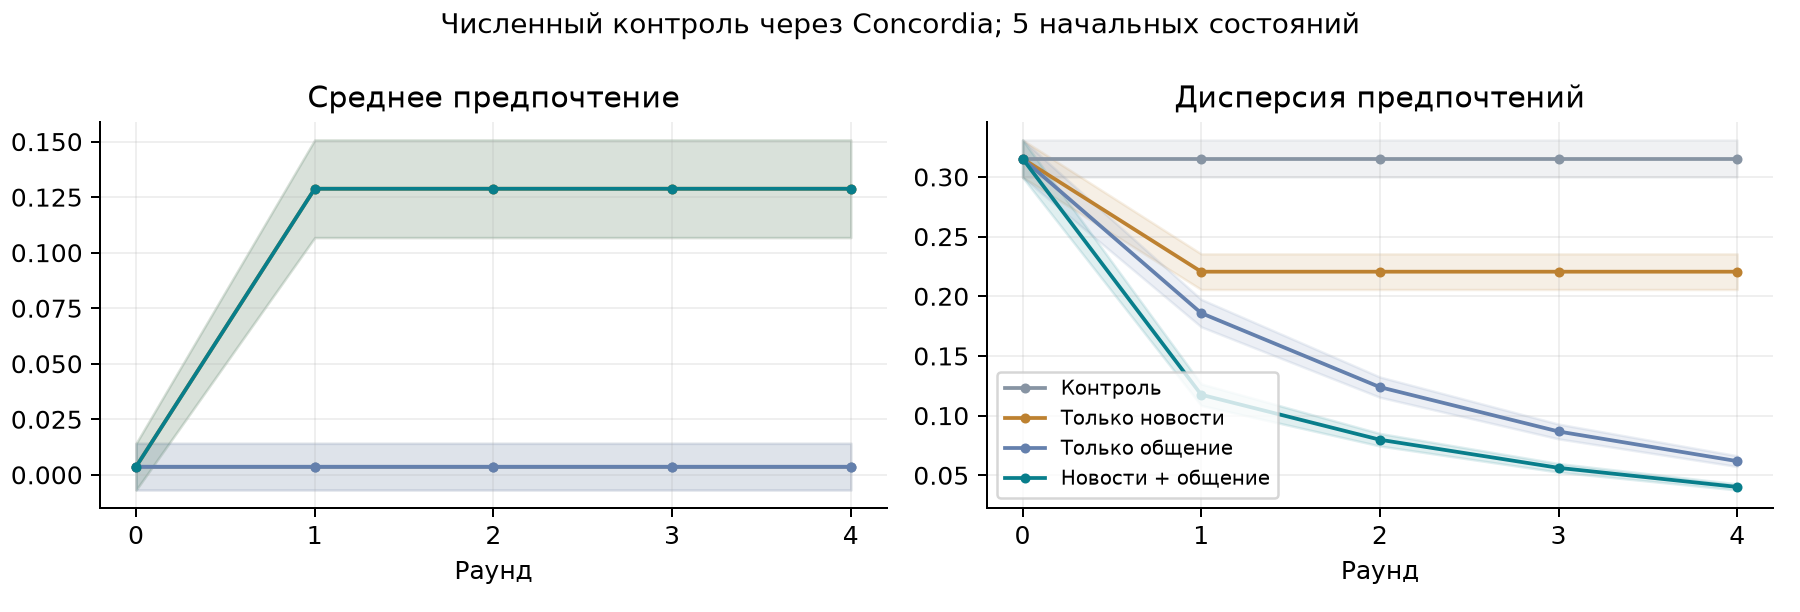 Численный контроль через Concordia; 5 начальных состояний
Среднее предпочтение
0.150
0.125
0.100
0.075
0.050
0.025
0.000
0 1 2 3 4
Раунд
Дисперсия предпочтений
0.30
0.25
0.20
0.15
0.10
0.05
Контроль
Только новости
Только общение
Новости + общение
0 1 2 3 4
Раунд